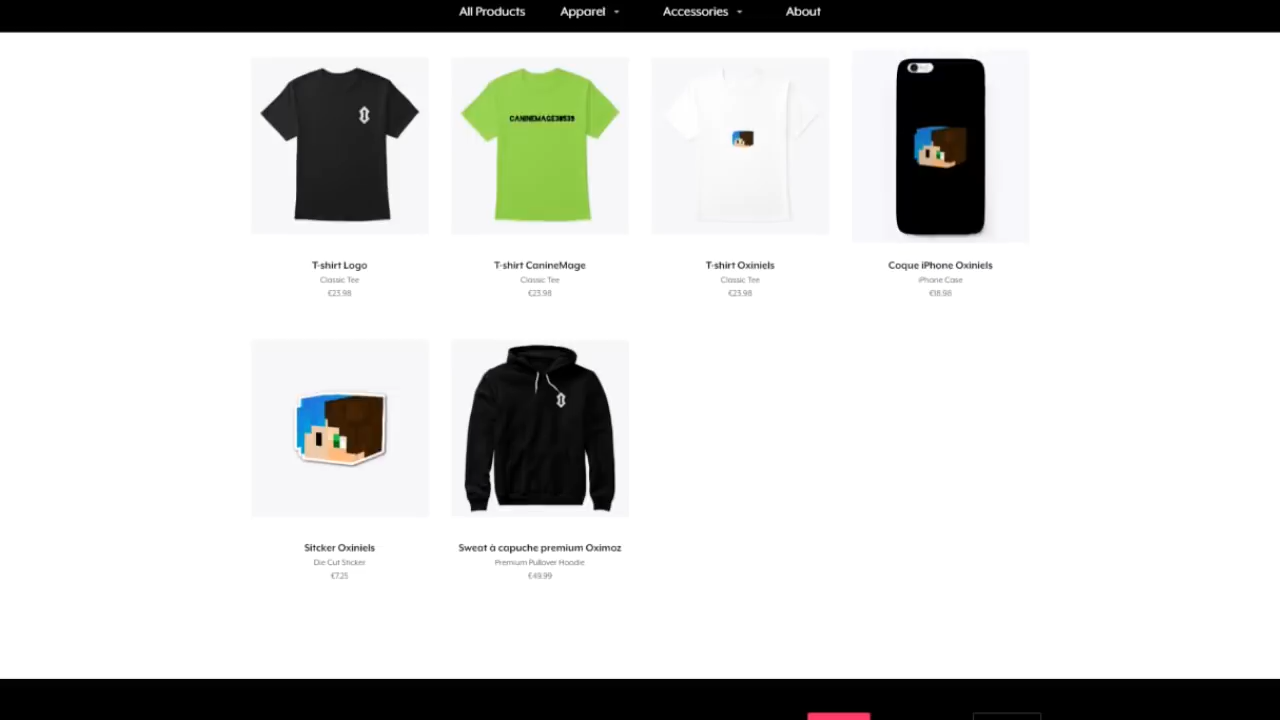 All Products Apparel Accessories About
CANINEMAGE38539
T-shirt Logo
Classic Tee
€23.98
T-shirt CanineMage
Classic Tee
€23.98
T-shirt Oxiniels
Classic Tee
€23.98
Coque iPhone Oxiniels
iPhone Case
€18.98
Sitcker Oxiniels
Die Cut Sticker
€7.25
Sweat à capuche premium Oximoz
Premium Pullover Hoodie
€49.99